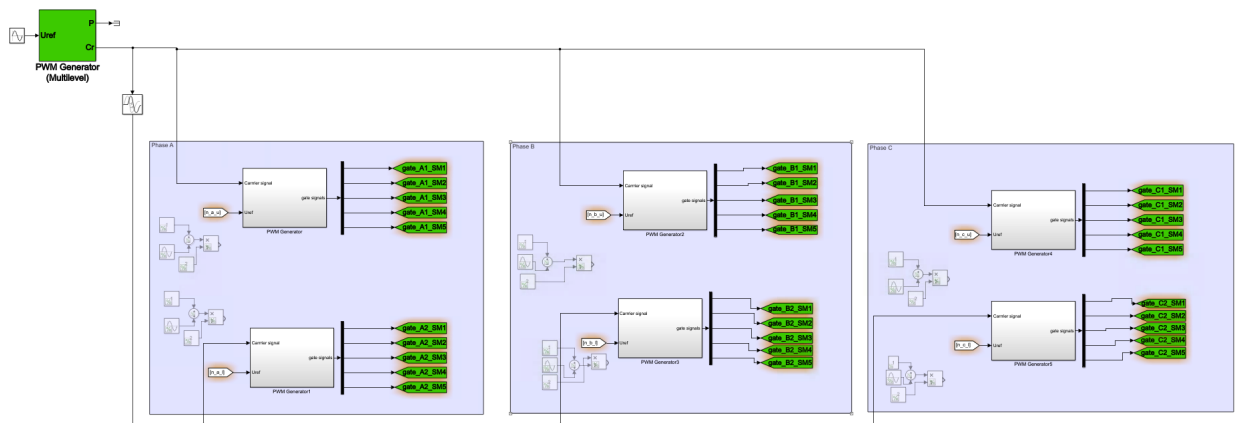 P
Uref
Cr
PWM Generator
(Multilevel)
Phase A
Carrier signal
gate signals
[n_a_u]
Uref
PWM Generator
gate_A1_SM1
gate_A1_SM2
gate_A1_SM3
gate_A1_SM4
gate_A1_SM5
Carrier signal
gate signals
[n_a_l]
Uref
PWM Generator1
gate_A2_SM1
gate_A2_SM2
gate_A2_SM3
gate_A2_SM4
gate_A2_SM5
Phase B
Carrier signal
gate signals
[n_b_u]
Uref
PWM Generator2
gate_B1_SM1
gate_B1_SM2
gate_B1_SM3
gate_B1_SM4
gate_B1_SM5
Carrier signal
gate signals
[n_b_l]
Uref
PWM Generator3
gate_B2_SM1
gate_B2_SM2
gate_B2_SM3
gate_B2_SM4
gate_B2_SM5
Phase C
Carrier signal
gate signals
[n_c_u]
Uref
PWM Generator4
gate_C1_SM1
gate_C1_SM2
gate_C1_SM3
gate_C1_SM4
gate_C1_SM5
Carrier signal
gate signals
[n_c_l]
Uref
PWM Generator5
gate_C2_SM1
gate_C2_SM2
gate_C2_SM3
gate_C2_SM4
gate_C2_SM5